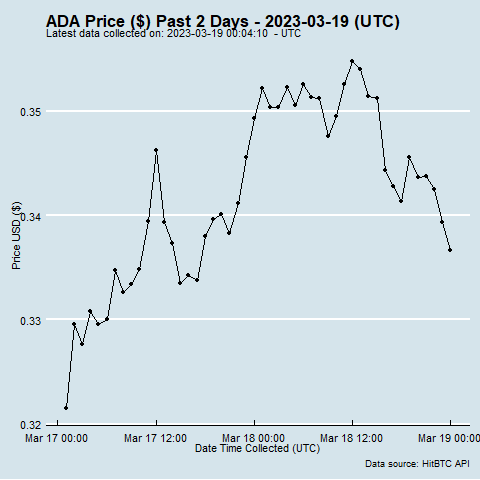 ADA Price ($) Past 2 Days - 2023-03-19 (UTC)
Latest data collected on: 2023-03-19 00:04:10  - UTC
0.35
0.34
0.33
0.32
Price USD ($)
Mar 17 00:00 Mar 17 12:00 Mar 18 00:00 Mar 18 12:00 Mar 19 00:00
Date Time Collected (UTC)
Data source: HitBTC API